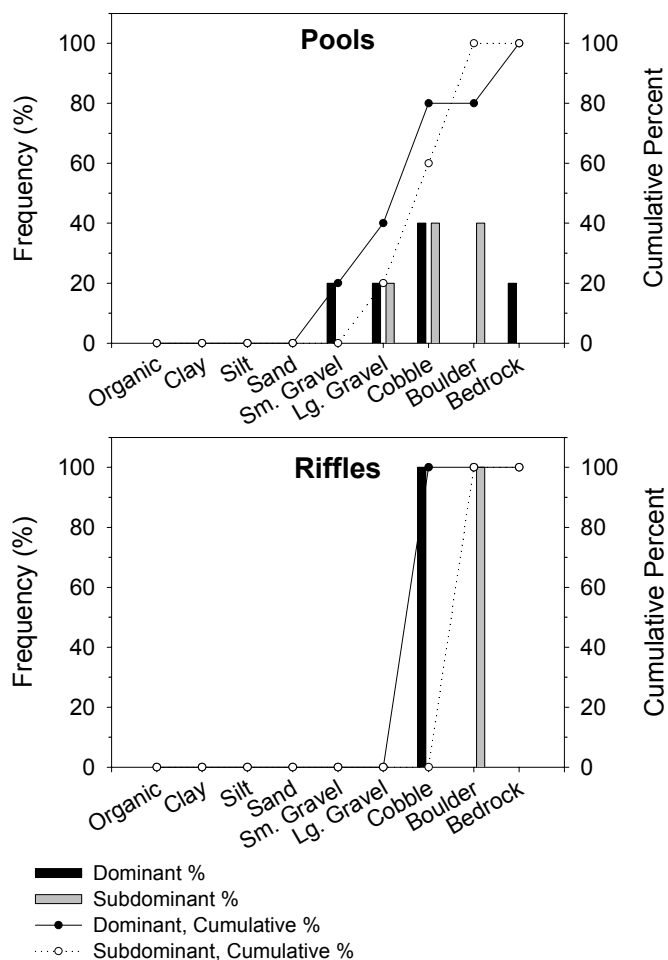 Pools
100
80
60
40
20
0
Frequency (%)
100
80
60
40
20
0
Cumulative Percent
Organic
Clay
Silt
Sand
Sm. Gravel
Lg. Gravel
Cobble
Boulder
Bedrock
Riffles
100
80
60
40
20
0
Frequency (%)
100
80
60
40
20
0
Cumulative Percent
Organic
Clay
Silt
Sand
Sm. Gravel
Lg. Gravel
Cobble
Boulder
Bedrock
Dominant %
Subdominant %
Dominant, Cumulative %
Subdominant, Cumulative %